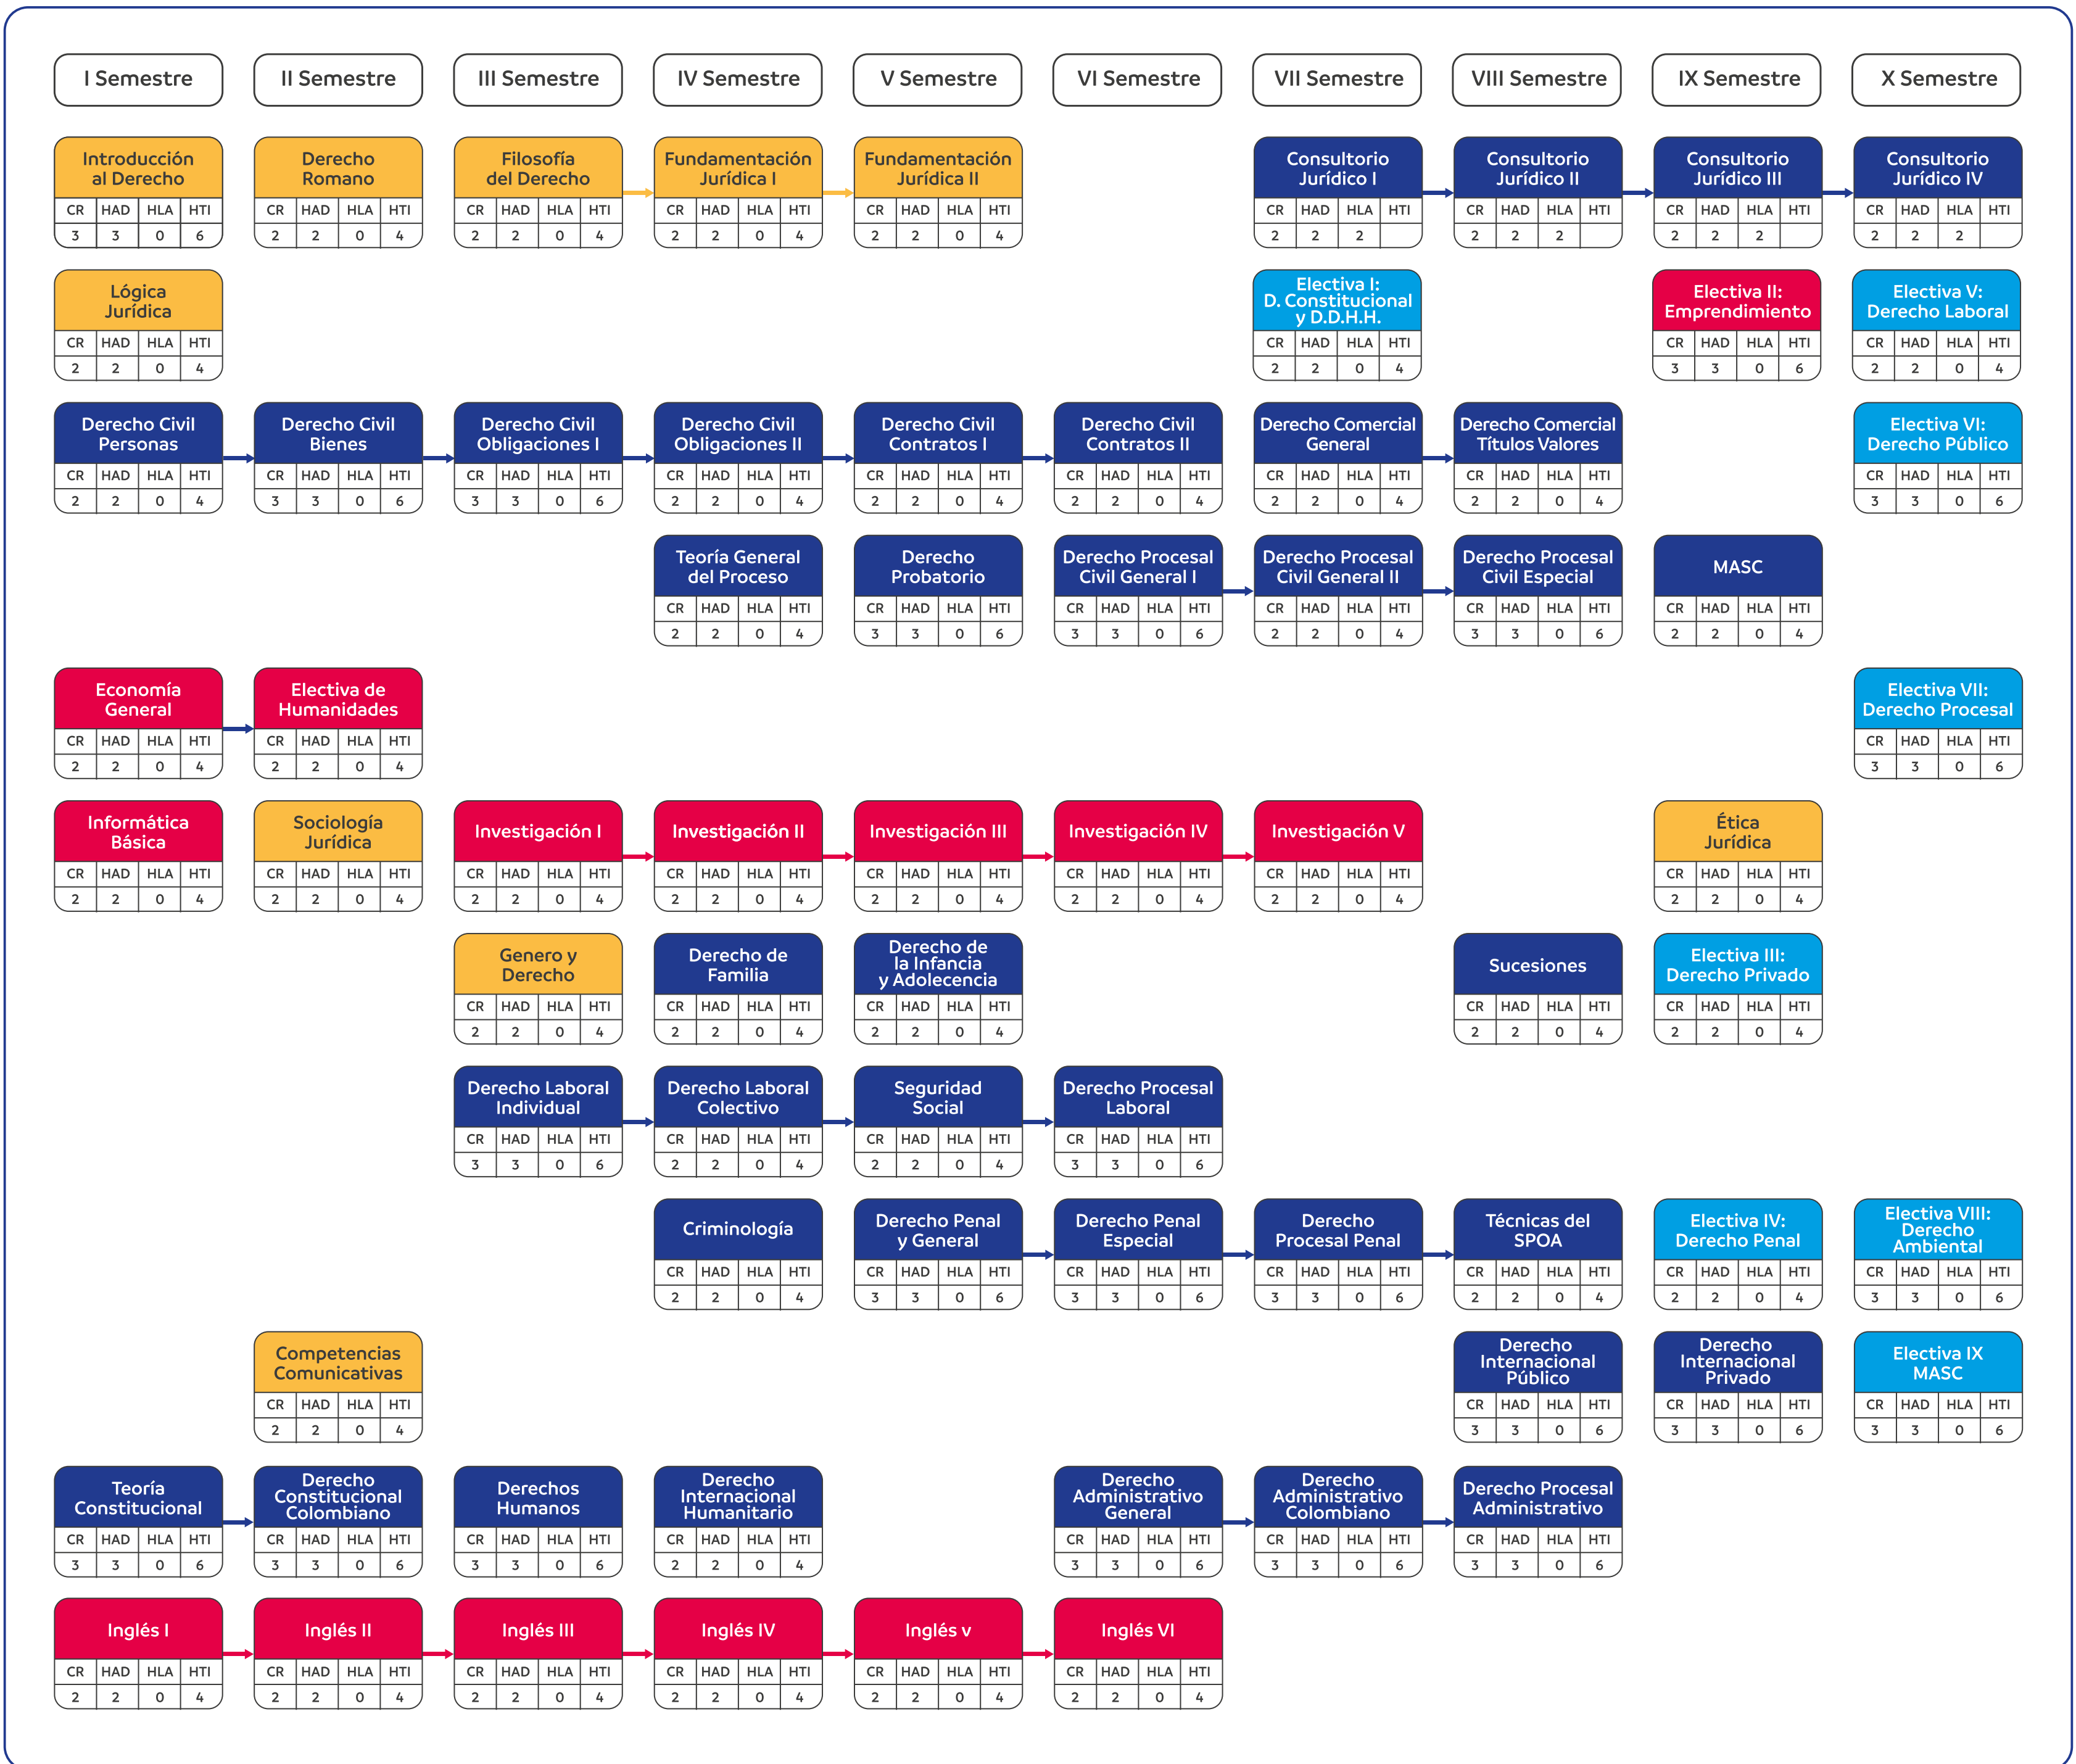 I Semestre II Semestre III Semestre IV Semestre V Semestre VI Semestre VII Semestre VIII Semestre IX Semestre X Semestre
Introducción Derecho Filosofía Fundamentación Fundamentación Consultorio Consultorio Consultorio Consultorio
al Derecho Romano del Derecho Jurídica I Jurídica II Jurídico I Jurídico II Jurídico III Jurídico IV
CR HAD HLA HTI CR HAD HLA HTI CR HAD HLA HTI CR HAD HLA HTI CR HAD HLA HTI CR HAD HLA HTI CR HAD HLA HTI CR HAD HLA HTI CR HAD HLA HTI
3 3 0 6 2 2 0 4 2 2 0 4 2 2 0 4 2 2 0 4 2 2 2 2 2 2 2 2 2 2 2 2
Lógica Electiva I: Electiva II: Electiva V:
Jurídica D. Constitucional Emprendimiento Derecho Laboral
y D.D.H.H.
CR HAD HLA HTI CR HAD HLA HTI CR HAD HLA HTI CR HAD HLA HTI
2 2 0 4 2 2 0 4 3 3 0 6 2 2 0 4
Derecho Civil Derecho Civil Derecho Civil Derecho Civil Derecho Civil Derecho Civil Derecho Comercial Derecho Comercial Electiva VI:
Personas Bienes Obligaciones I Obligaciones II Contratos I Contratos II General Títulos Valores Derecho Público
CR HAD HLA HTI CR HAD HLA HTI CR HAD HLA HTI CR HAD HLA HTI CR HAD HLA HTI CR HAD HLA HTI CR HAD HLA HTI CR HAD HLA HTI CR HAD HLA HTI
2 2 0 4 3 3 0 6 3 3 0 6 2 2 0 4 2 2 0 4 2 2 0 4 2 2 0 4 2 2 0 4 3 3 0 6
Teoría General Derecho Derecho Procesal Derecho Procesal Derecho Procesal MASC
del Proceso Probatorio Civil General I Civil General II Civil Especial
CR HAD HLA HTI CR HAD HLA HTI CR HAD HLA HTI CR HAD HLA HTI CR HAD HLA HTI CR HAD HLA HTI
2 2 0 4 3 3 0 6 3 3 0 6 2 2 0 4 3 3 0 6 2 2 0 4
Economía Electiva de Electiva VII:
General Humanidades Derecho Procesal
CR HAD HLA HTI CR HAD HLA HTI CR HAD HLA HTI
2 2 0 4 2 2 0 4 3 3 0 6
Informática Sociología Investigación I Investigación II Investigación III Investigación IV Investigación V Ética
Básica Jurídica Jurídica
CR HAD HLA HTI CR HAD HLA HTI CR HAD HLA HTI CR HAD HLA HTI CR HAD HLA HTI CR HAD HLA HTI CR HAD HLA HTI CR HAD HLA HTI
2 2 0 4 2 2 0 4 2 2 0 4 2 2 0 4 2 2 0 4 2 2 0 4 2 2 0 4 2 2 0 4
Genero y Derecho de Derecho de Sucesiones Electiva III:
Derecho Familia la Infancia Derecho Privado
y Adolecencia
CR HAD HLA HTI CR HAD HLA HTI CR HAD HLA HTI CR HAD HLA HTI CR HAD HLA HTI
2 2 0 4 2 2 0 4 2 2 0 4 2 2 0 4 2 2 0 4
Derecho Laboral Derecho Laboral Seguridad Derecho Procesal
Individual Colectivo Social Laboral
CR HAD HLA HTI CR HAD HLA HTI CR HAD HLA HTI CR HAD HLA HTI
3 3 0 6 2 2 0 4 2 2 0 4 3 3 0 6
Criminología Derecho Penal Derecho Penal Derecho Técnicas del Electiva IV: Electiva VIII:
y General Especial Procesal Penal SPOA Derecho Penal Derecho
Ambiental
CR HAD HLA HTI CR HAD HLA HTI CR HAD HLA HTI CR HAD HLA HTI CR HAD HLA HTI CR HAD HLA HTI CR HAD HLA HTI
2 2 0 4 3 3 0 6 3 3 0 6 3 3 0 6 2 2 0 4 2 2 0 4 3 3 0 6
Competencias Derecho Derecho Electiva IX
Comunicativas Internacional Internacional MASC
Público Privado
CR HAD HLA HTI CR HAD HLA HTI CR HAD HLA HTI CR HAD HLA HTI
2 2 0 4 3 3 0 6 3 3 0 6 3 3 0 6
Teoría Derecho Derechos Derecho Derecho Derecho Derecho Procesal
Constitucional Constitucional Humanos Internacional Administrativo Administrativo Administrativo
Colombiano Humanitario General Colombiano
CR HAD HLA HTI CR HAD HLA HTI CR HAD HLA HTI CR HAD HLA HTI CR HAD HLA HTI CR HAD HLA HTI CR HAD HLA HTI
3 3 0 6 3 3 0 6 3 3 0 6 2 2 0 4 3 3 0 6 3 3 0 6 3 3 0 6
Inglés I Inglés II Inglés III Inglés IV Inglés v Inglés VI
CR HAD HLA HTI CR HAD HLA HTI CR HAD HLA HTI CR HAD HLA HTI CR HAD HLA HTI CR HAD HLA HTI
2 2 0 4 2 2 0 4 2 2 0 4 2 2 0 4 2 2 0 4 2 2 0 4